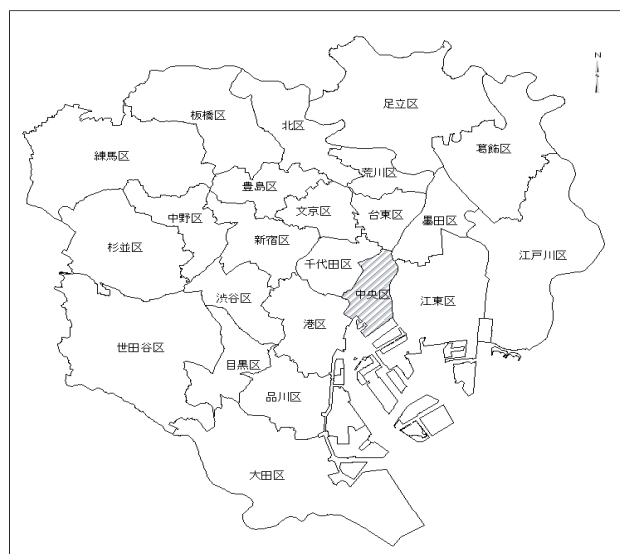 N
足立区
板橋区
北区
葛飾区
練馬区
荒川区
豊島区
文京区
台東区
墨田区
中野区
新宿区
杉並区
千代田区
江戸川区
中央区
渋谷区
江東区
港区
世田谷区
目黒区
品川区
大田区